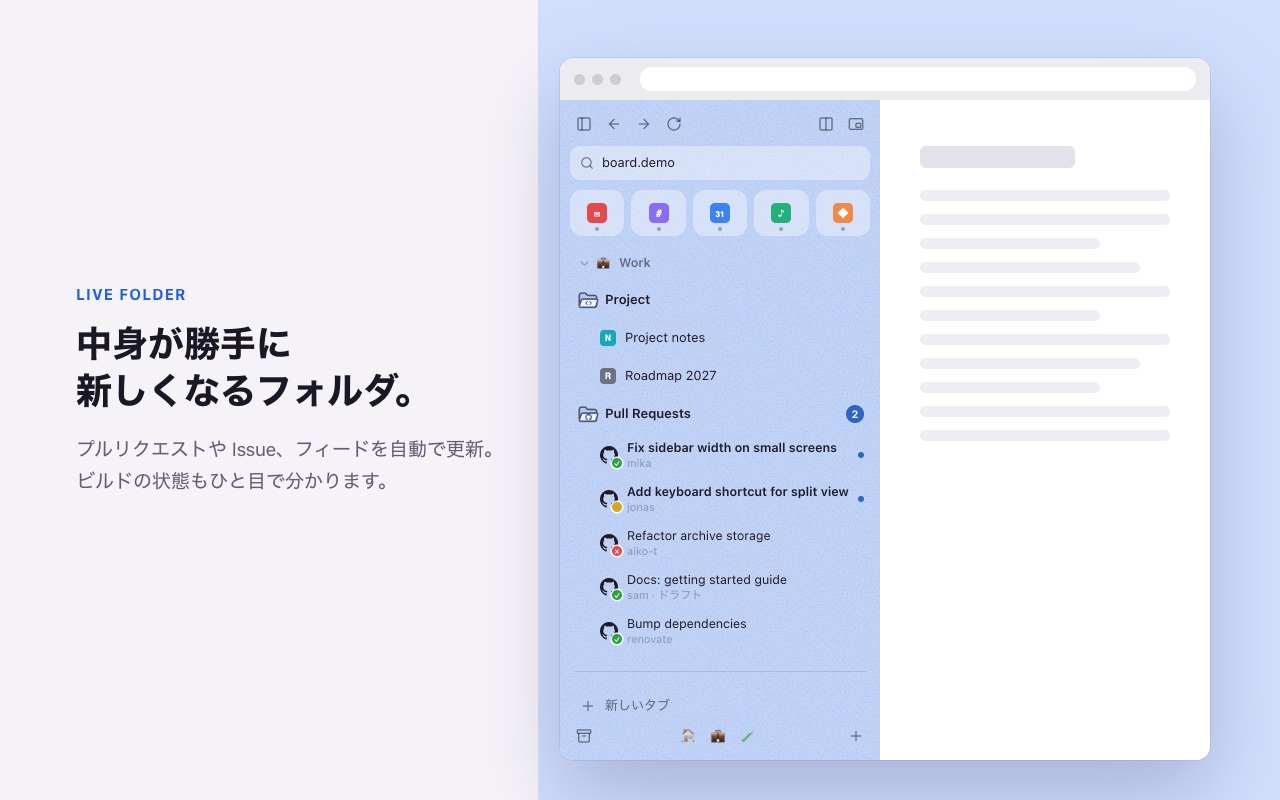 LIVE FOLDER
中身が勝手に
新しくなるフォルダ。
プルリクエストや Issue、フィードを自動で更新。
ビルドの状態もひと目で分かります。
board.demo
#
31
Work
Project
N
Project notes
R
Roadmap 2027
Pull Requests
2
Fix sidebar width on small screens
mika
Add keyboard shortcut for split view
jonas
Refactor archive storage
aiko-t
Docs: getting started guide
sam · ドラフト
Bump dependencies
renovate
新しいタブ